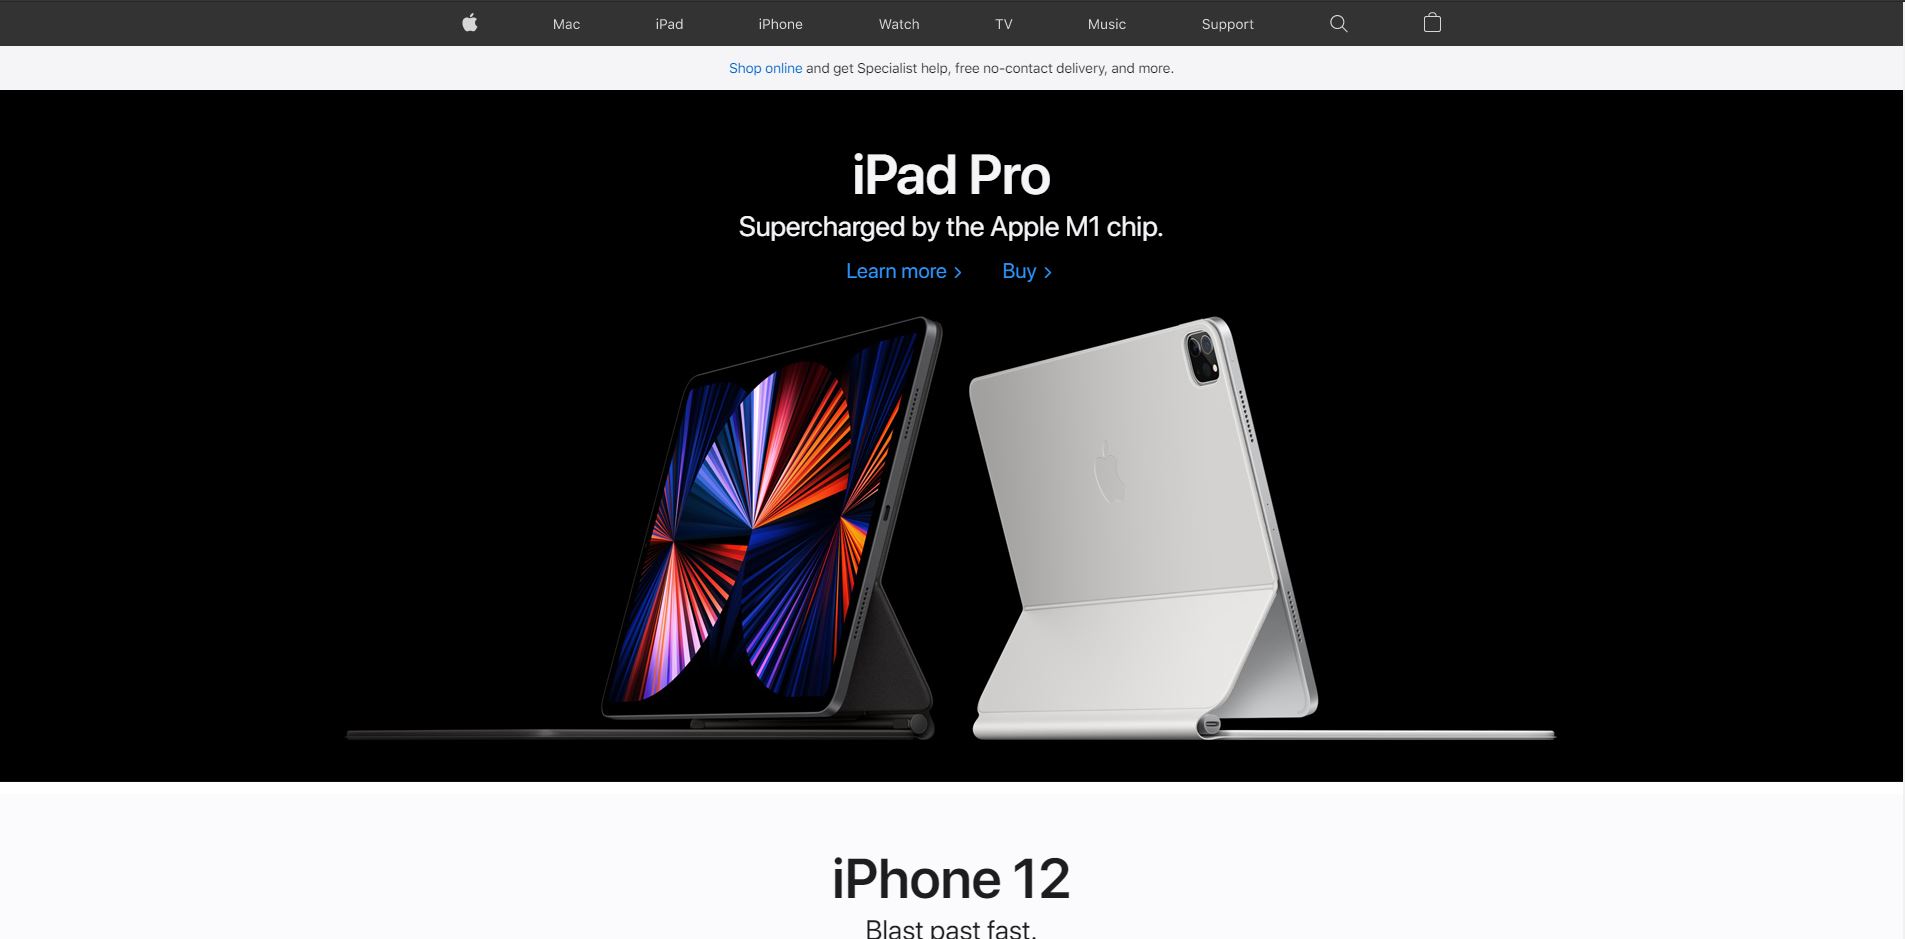 Mac iPad iPhone Watch TV Music Support
Shop online and get Specialist help, free no-contact delivery, and more.
iPad Pro
Supercharged by the Apple M1 chip.
Learn more > Buy >
iPhone 12
Blast past fast.